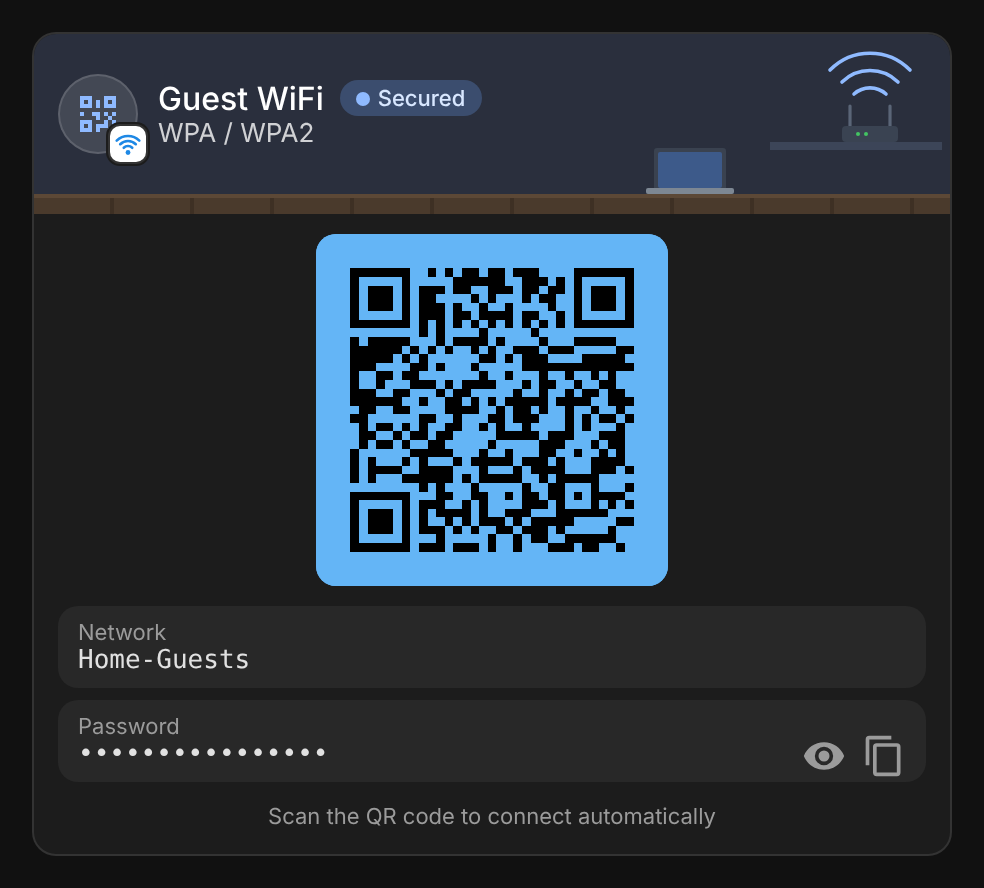 Guest WiFi
Secured
WPA / WPA2
Network
Home-Guests
Password
••••••••••••••••
Scan the QR code to connect automatically